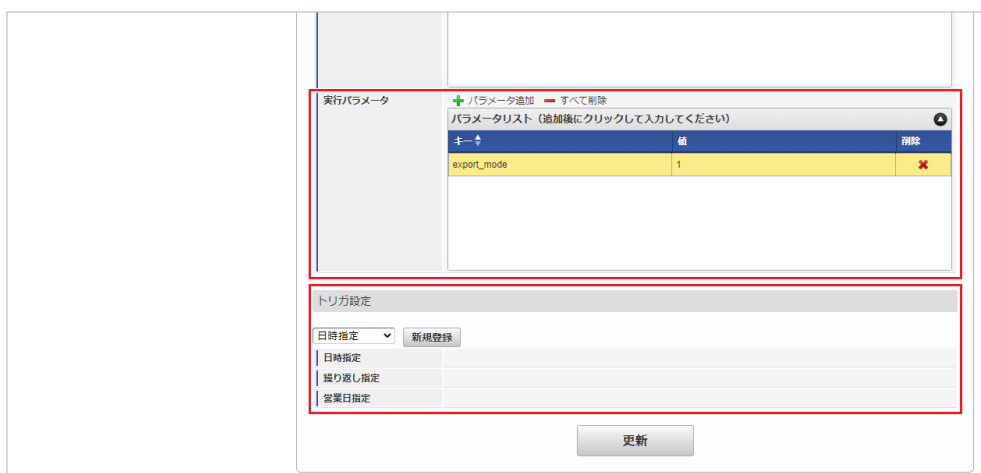 実行パラメータ
パラメータ追加 すべて削除
パラメータリスト（追加後にクリックして入力してください）
キー 値 削除
export_mode 1
トリガ設定
日時指定 新規登録
日時指定
繰り返し指定
営業日指定
更新